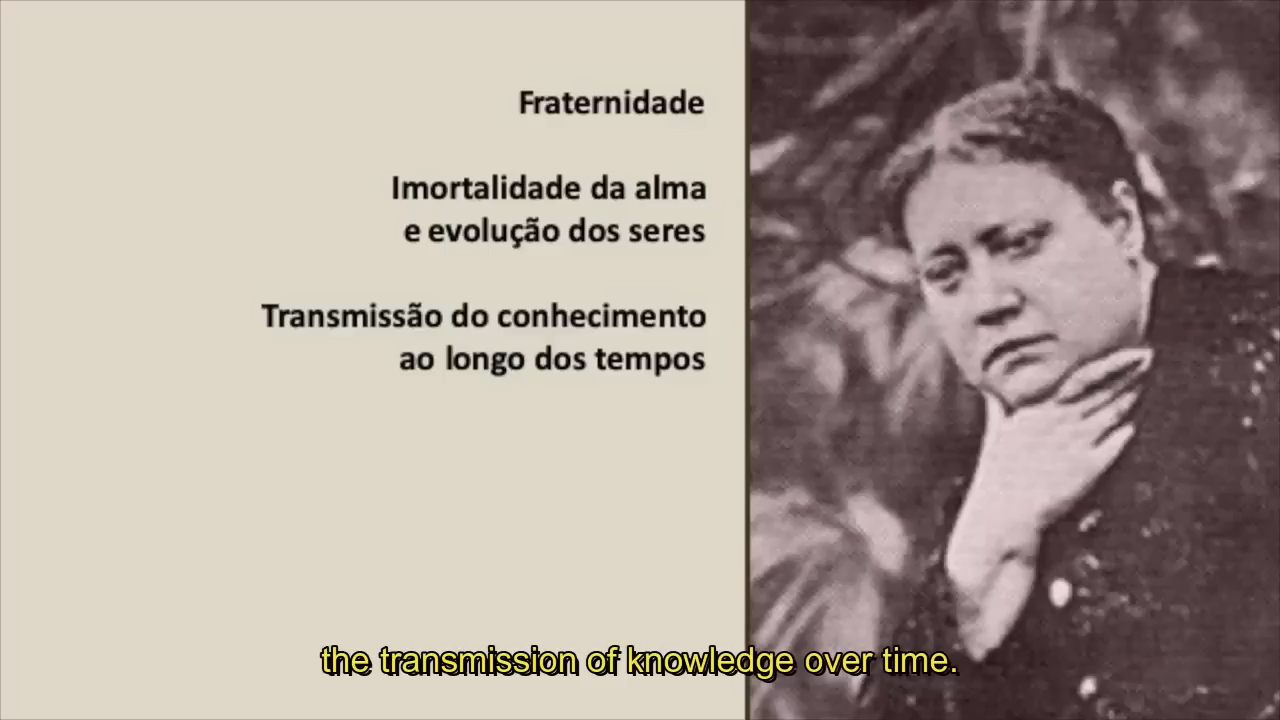 Fraternidade
Imortalidade da alma
e evolução dos seres
Transmissão do conhecimento
ao longo dos tempos
the transmission of knowledge over time.